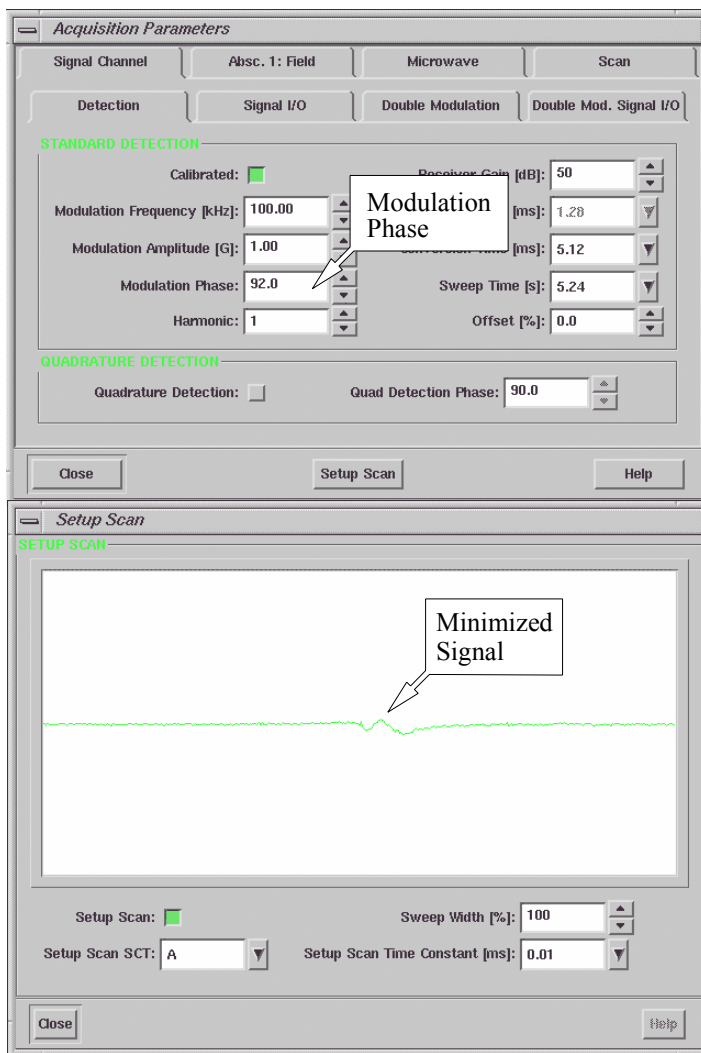 Acquisition Parameters
Signal Channel
Absc. 1: Field
Microwave
Scan
Detection
Signal I/O
Double Modulation
Double Mod. Signal I/O
STANDARD DETECTION
Calibrated:
Receiver Gain [dB]: 50
Modulation Frequency [kHz]: 100.00
[ms]: 1.28
Modulation Amplitude [G]: 1.00
Conversion Time [ms]: 5.12
Modulation Phase: 92.0
Sweep Time [s]: 5.24
Harmonic: 1
Offset [%]: 0.0
Modulation
Phase
QUADRATURE DETECTION
Quadrature Detection:
Quad Detection Phase: 90.0
Close
Setup Scan
Help
Setup Scan
SETUP SCAN
Minimized
Signal
Setup Scan:
Sweep Width [%]: 100
Setup Scan SCT: A
Setup Scan Time Constant [ms]: 0.01
Close
Help